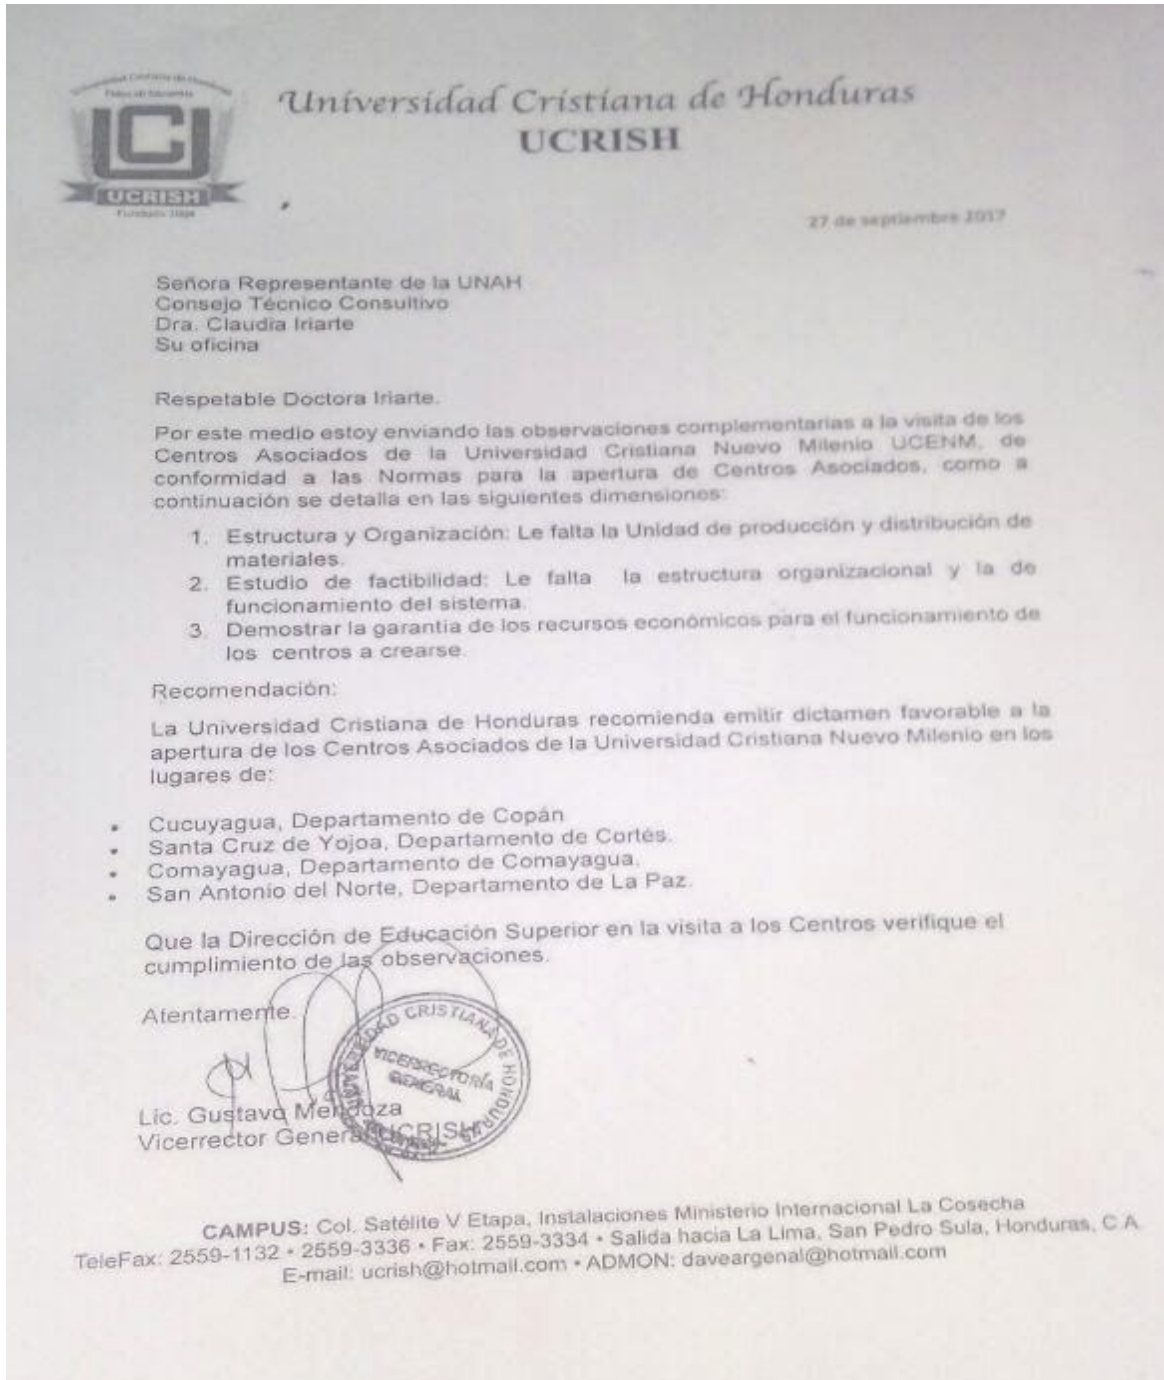 Universidad Cristiana de Honduras
UCRISH
UCRISH
27 de septiembre 2017
Señora Representante de la UNAH
Consejo Técnico Consultivo
Dra. Claudia Iriarte
Su oficina
Respetable Doctora Iriarte.
Por este medio estoy enviando las observaciones complementarias a la visita de los
Centros Asociados de la Universidad Cristiana Nuevo Milenio UCENM, de
conformidad a las Normas para la apertura de Centros Asociados, como a
continuación se detalla en las siguientes dimensiones:
1. Estructura y Organización: Le falta la Unidad de producción y distribución de
materiales.
2. Estudio de factibilidad: Le falta la estructura organizacional y la de
funcionamiento del sistema.
3. Demostrar la garantia de los recursos económicos para el funcionamiento de
los centros a crearse.
Recomendación:
La Universidad Cristiana de Honduras recomienda emitir dictamen favorable a la
apertura de los Centros Asociados de la Universidad Cristiana Nuevo Milenio en los
lugares de:
• Cucuyagua, Departamento de Copán
• Santa Cruz de Yojoa, Departamento de Cortés.
• Comayagua, Departamento de Comayagua.
• San Antonio del Norte, Departamento de La Paz.
Que la Dirección de Educación Superior en la visita a los Centros verifique el
cumplimiento de las observaciones.
Atentamente.
UNIVERSIDAD CRISTIANA DE HONDURAS
VICERRECTORÍA
GENERAL
Lic. Gustavo Mendoza
Vicerrector General UCRISH
CAMPUS: Col. Satélite V Etapa, Instalaciones Ministerio Internacional La Cosecha
TeleFax: 2559-1132 • 2559-3336 • Fax: 2559-3334 • Salida hacia La Lima, San Pedro Sula, Honduras, C.A.
E-mail: ucrish@hotmail.com • ADMON: daveargenal@hotmail.com